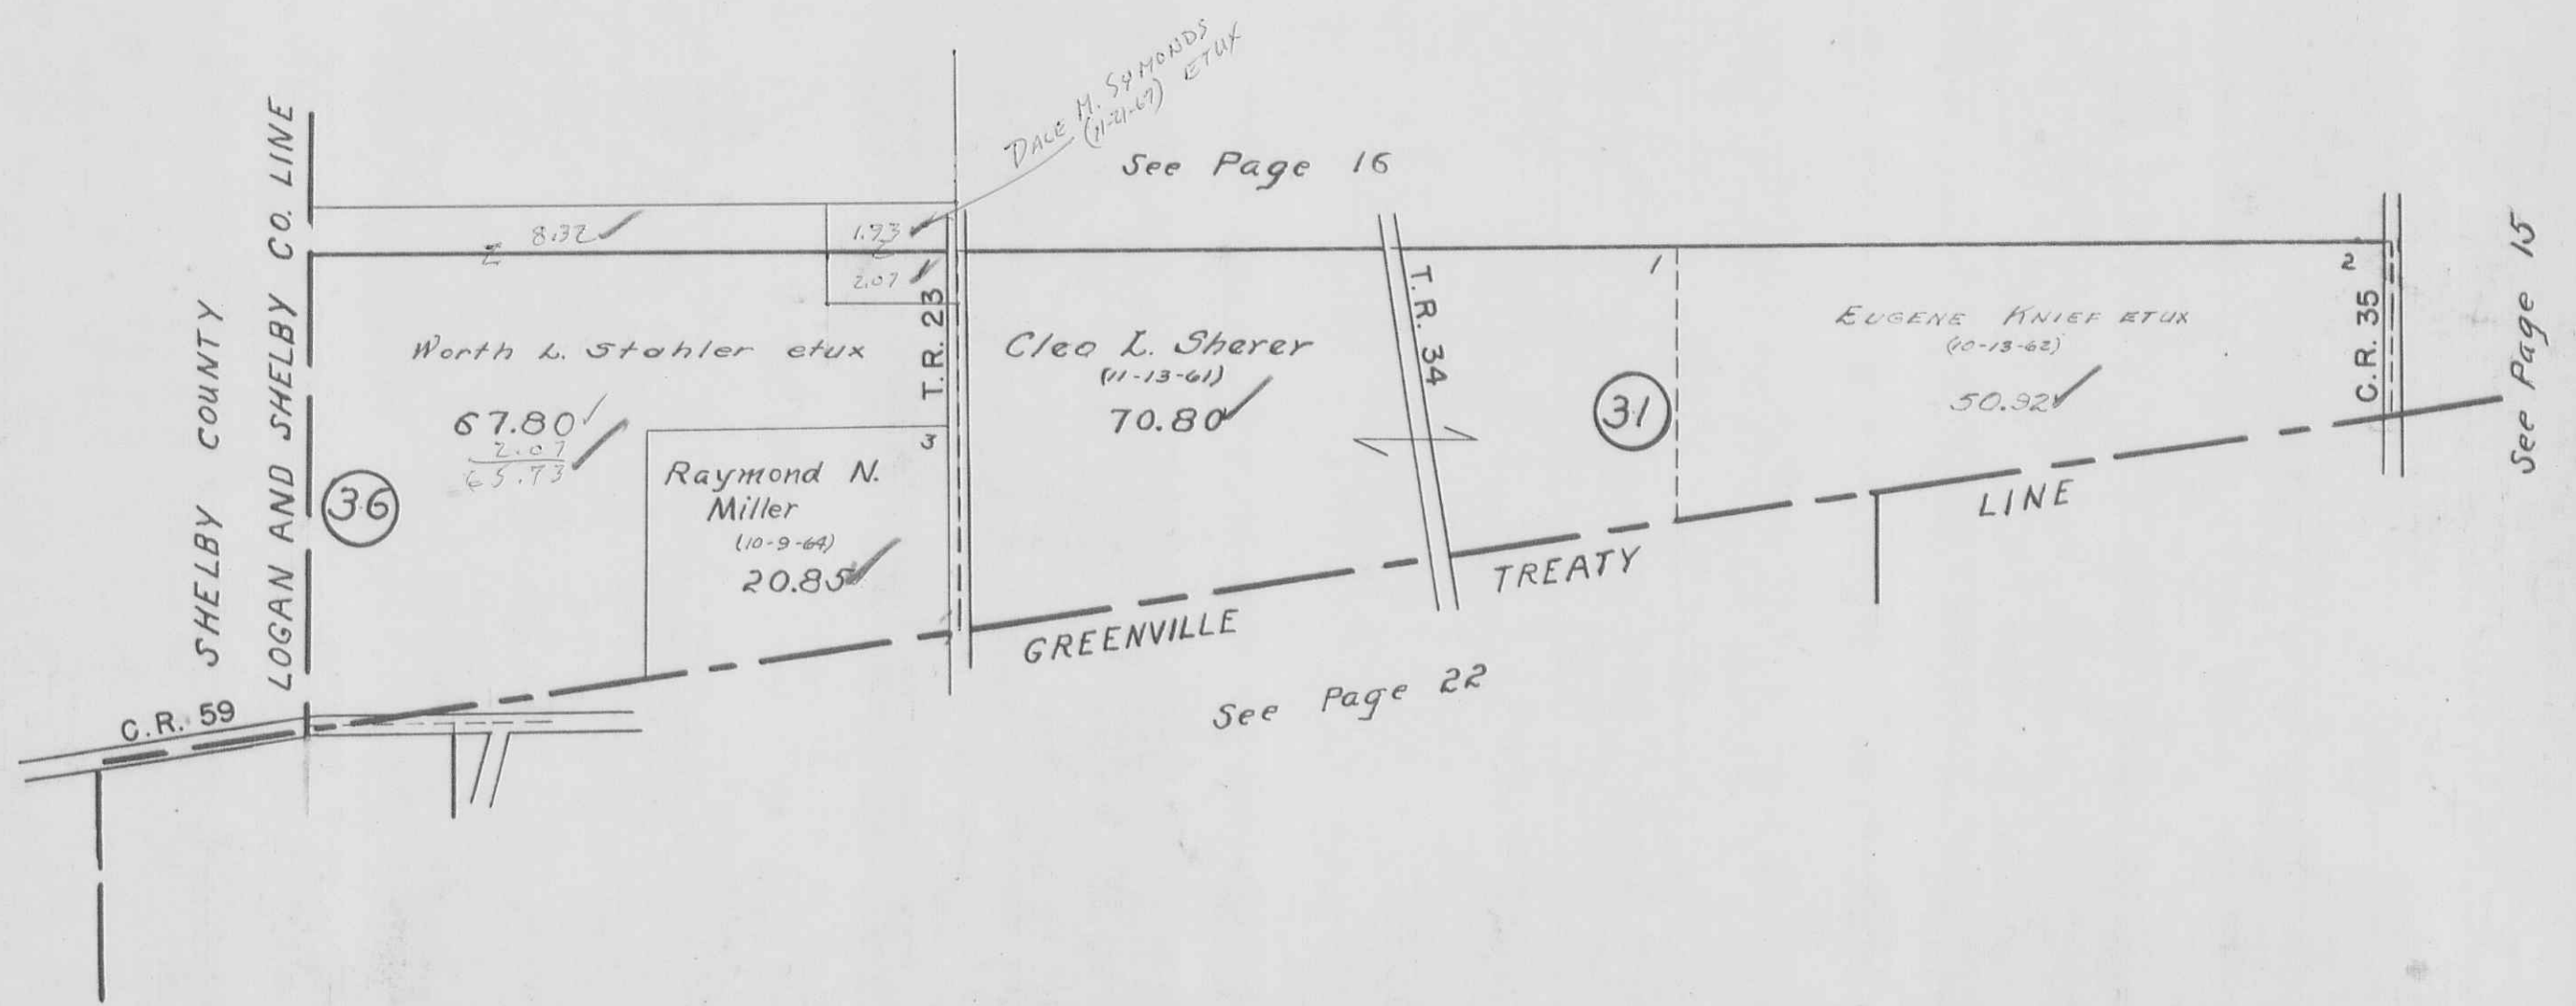 DALE M. SYMONDS
(11-21-67) ETUX
See Page 16
SHELBY COUNTY
LOGAN AND SHELBY CO. LINE
8.32
Z
1.93
Z
2.07
T.R. 23
Worth L. Stahler etux
67.80
2.07
65.73
36
3
Raymond N.
Miller
(10-9-64)
20.85
Cleo L. Sherer
(11-13-61)
70.80
T.R. 34
1
31
2
EUGENE KNIEF ETUX
(10-13-62)
50.92
C.R. 35
See Page 15
GREENVILLE TREATY LINE
See Page 22
C.R. 59